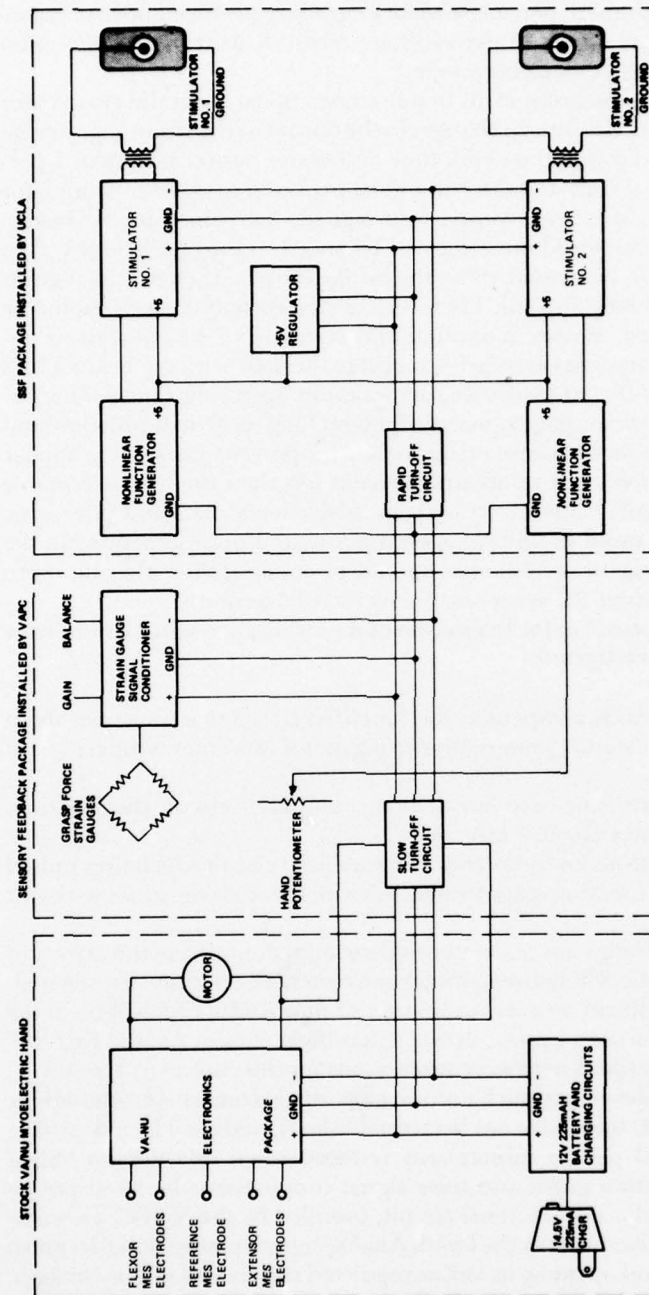 STOCK VA/NU MYOELECTRIC HAND
FLEXOR
MES
ELECTRODES
REFERENCE
MES
ELECTRODE
EXTENSOR
MES
ELECTRODES
VA-NU
ELECTRONICS
PACKAGE
+ GND -
MOTOR
14.6V
225mA
CHGR
12V 225mAH
BATTERY AND
CHARGING CIRCUITS
+ GND -
SENSORY FEEDBACK PACKAGE INSTALLED BY VAPC
GRASP FORCE
STRAIN
GAUGES
GAIN
BALANCE
STRAIN GAUGE
SIGNAL
CONDITIONER
+ GND -
HAND
POTENTIOMETER
SLOW
TURN-OFF
CIRCUIT
SSF PACKAGE INSTALLED BY UCLA
NONLINEAR
FUNCTION
GENERATOR
GND
+5
STIMULATOR
NO. 1
+5
+ GND -
STIMULATOR
NO. 1
GROUND
+6V
REGULATOR
RAPID
TURN-OFF
CIRCUIT
GND
+5
NONLINEAR
FUNCTION
GENERATOR
+5
+ GND -
STIMULATOR
NO. 2
STIMULATOR
NO. 2
GROUND